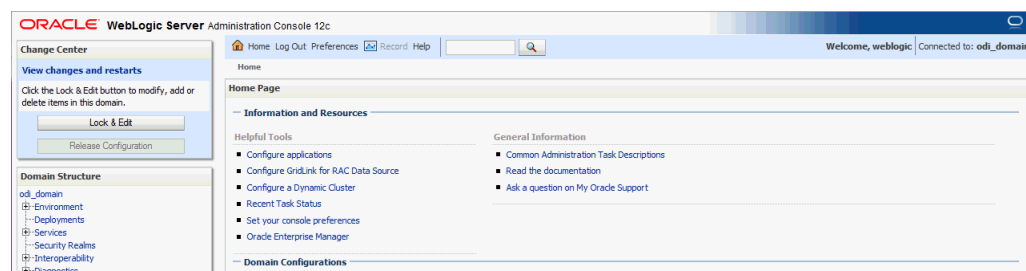 ORACLE WebLogic Server Administration Console 12c
Change Center
View changes and restarts
Click the Lock & Edit button to modify, add or
delete items in this domain.
Lock & Edit
Release Configuration
Domain Structure
odi_domain
Environment
Deployments
Services
Security Realms
Interoperability
Diagnostics
Home Log Out Preferences Record Help
Welcome, weblogic Connected to: odi_domain
Home
Home Page
Information and Resources
Helpful Tools
Configure applications
Configure GridLink for RAC Data Source
Configure a Dynamic Cluster
Recent Task Status
Set your console preferences
Oracle Enterprise Manager
General Information
Common Administration Task Descriptions
Read the documentation
Ask a question on My Oracle Support
Domain Configurations